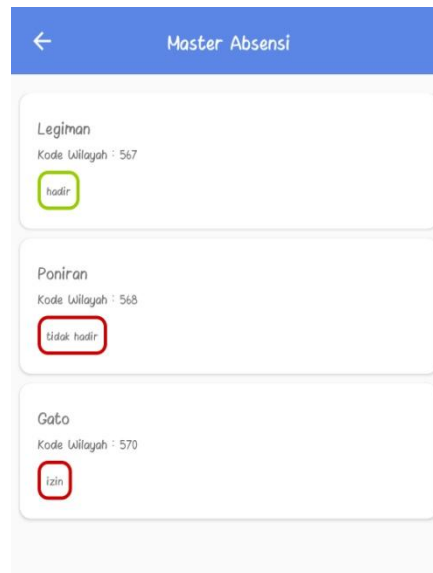 Master Absensi
Legiman
Kode Wilayah : 567
hadir
Poniran
Kode Wilayah : 568
tidak hadir
Gato
Kode Wilayah : 570
izin